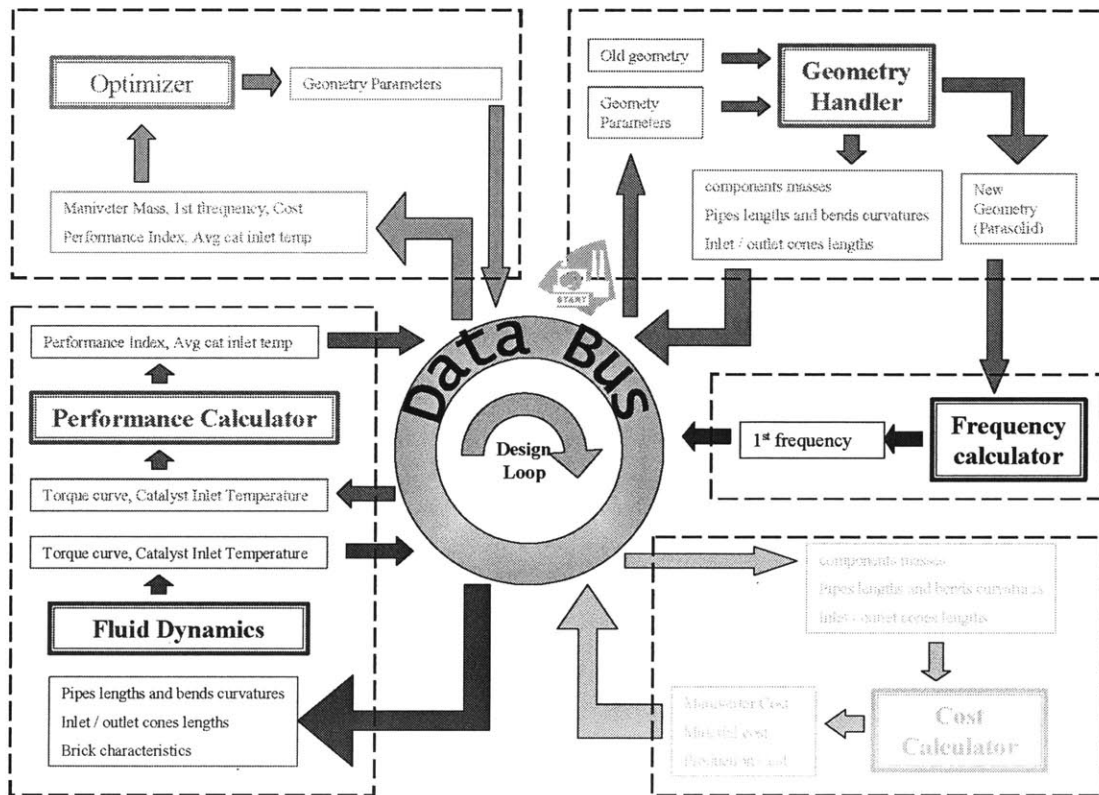 Optimizer
Geometry Parameters
Maniveter Mass, 1st frequency, Cost
Performance Index, Avg cat inlet temp
Old geometry
Geomety
Parameters
Geometry
Handler
components masses
Pipes lengths and bends curvatures
Inlet / outlet cones lengths
New
Geometry
(Parasolid)
START
Data Bus
Design
Loop
Performance Index, Avg cat inlet temp
Performance Calculator
Torque curve, Catalyst Inlet Temperature
Torque curve, Catalyst Inlet Temperature
Fluid Dynamics
Pipes lengths and bends curvatures
Inlet / outlet cones lengths
Brick characteristics
1st frequency
Frequency
calculator
components masses
Pipes lengths and bends curvatures
Inlet / outlet cones lengths
Cost
Calculator
Cost
cost